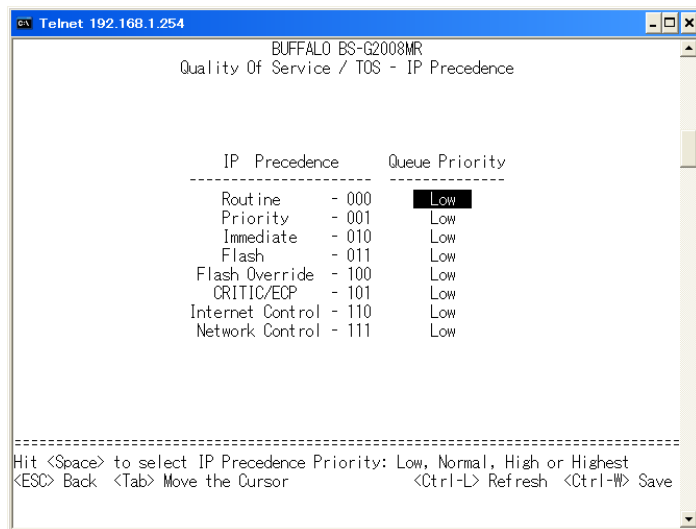 Telnet 192.168.1.254
BUFFALO BS-G2008MR
Quality Of Service / TOS - IP Precedence
IP Precedence Queue Priority
---------------------- --------------
Routine - 000 Low
Priority - 001 Low
Immediate - 010 Low
Flash - 011 Low
Flash Override - 100 Low
CRITIC/ECP - 101 Low
Internet Control - 110 Low
Network Control - 111 Low
================================================================================
Hit <Space> to select IP Precedence Priority: Low, Normal, High or Highest
<ESC> Back <Tab> Move the Cursor <Ctrl-L> Refresh <Ctrl-W> Save